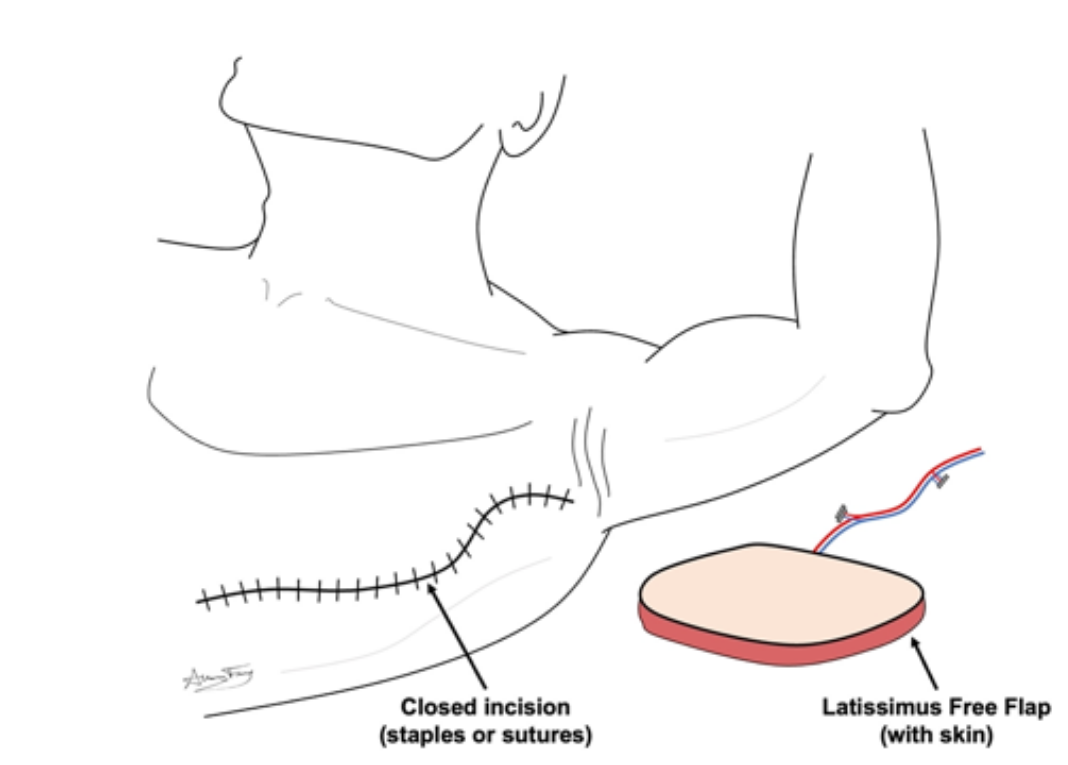 Closed incision
(staples or sutures)
Latissimus Free Flap
(with skin)